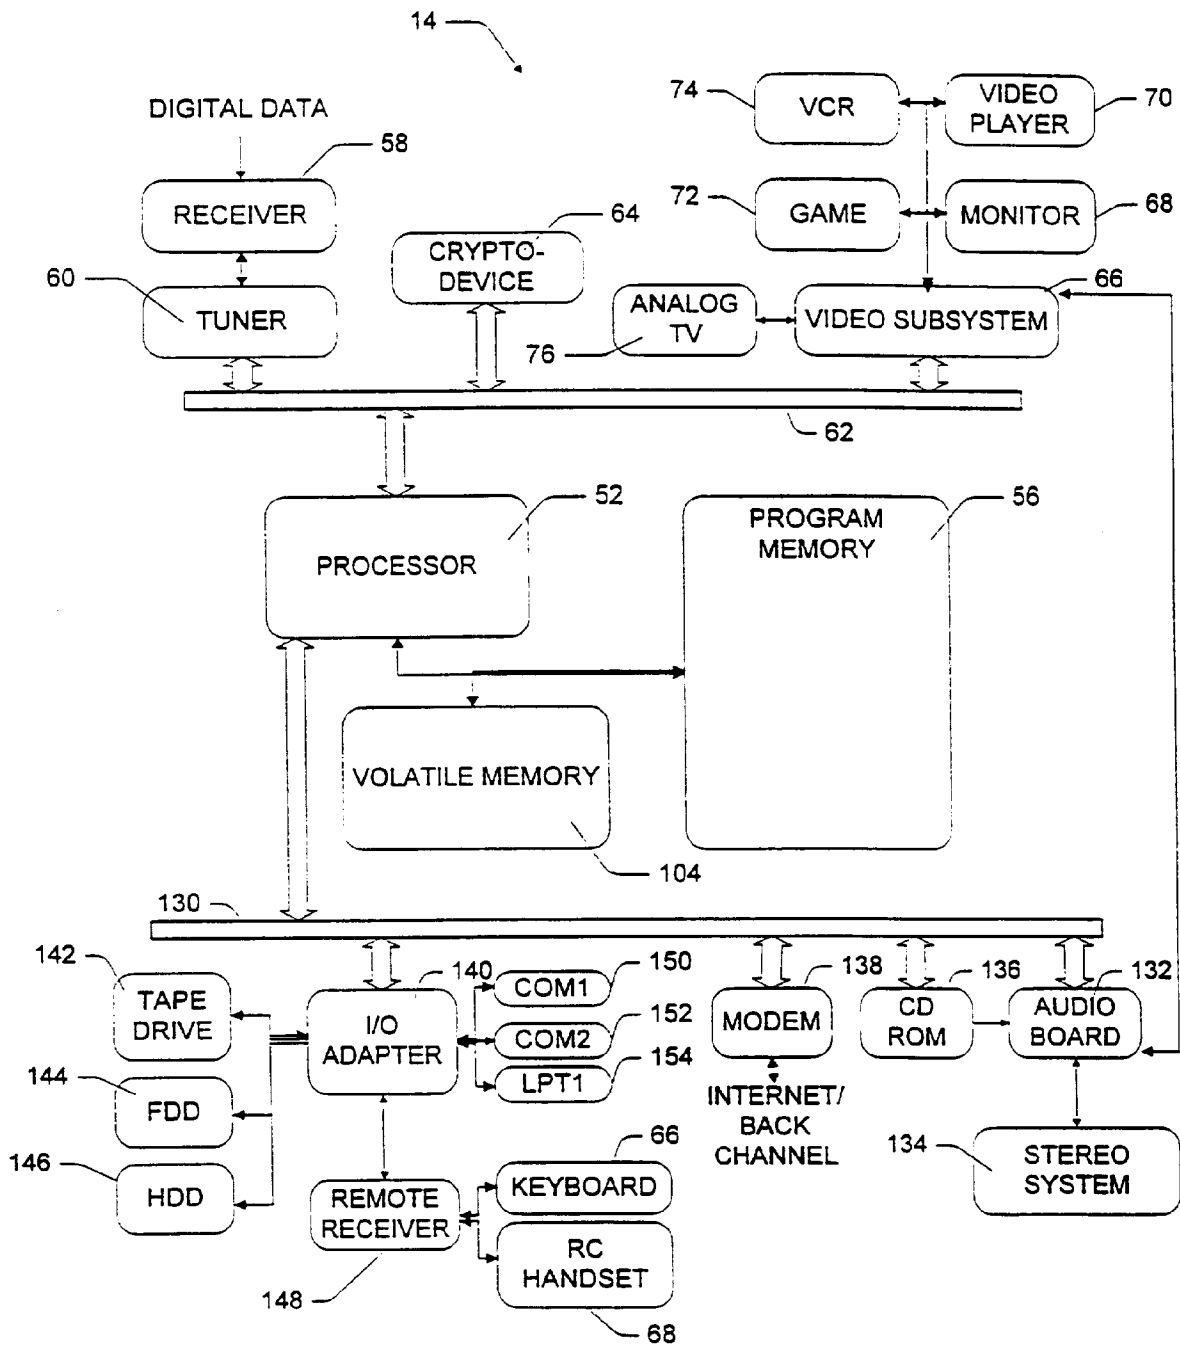 14
74
VCR
VIDEO
PLAYER
70
DIGITAL DATA
58
RECEIVER
72
GAME
MONITOR
68
64
CRYPTO-
DEVICE
60
TUNER
ANALOG
TV
76
VIDEO SUBSYSTEM
66
62
52
PROCESSOR
56
PROGRAM
MEMORY
VOLATILE MEMORY
104
130
142
TAPE
DRIVE
140
I/O
ADAPTER
150
COM1
152
COM2
154
LPT1
138
MODEM
INTERNET/
BACK
CHANNEL
136
CD
ROM
132
AUDIO
BOARD
144
FDD
146
HDD
134
STEREO
SYSTEM
66
KEYBOARD
REMOTE
RECEIVER
148
RC
HANDSET
68